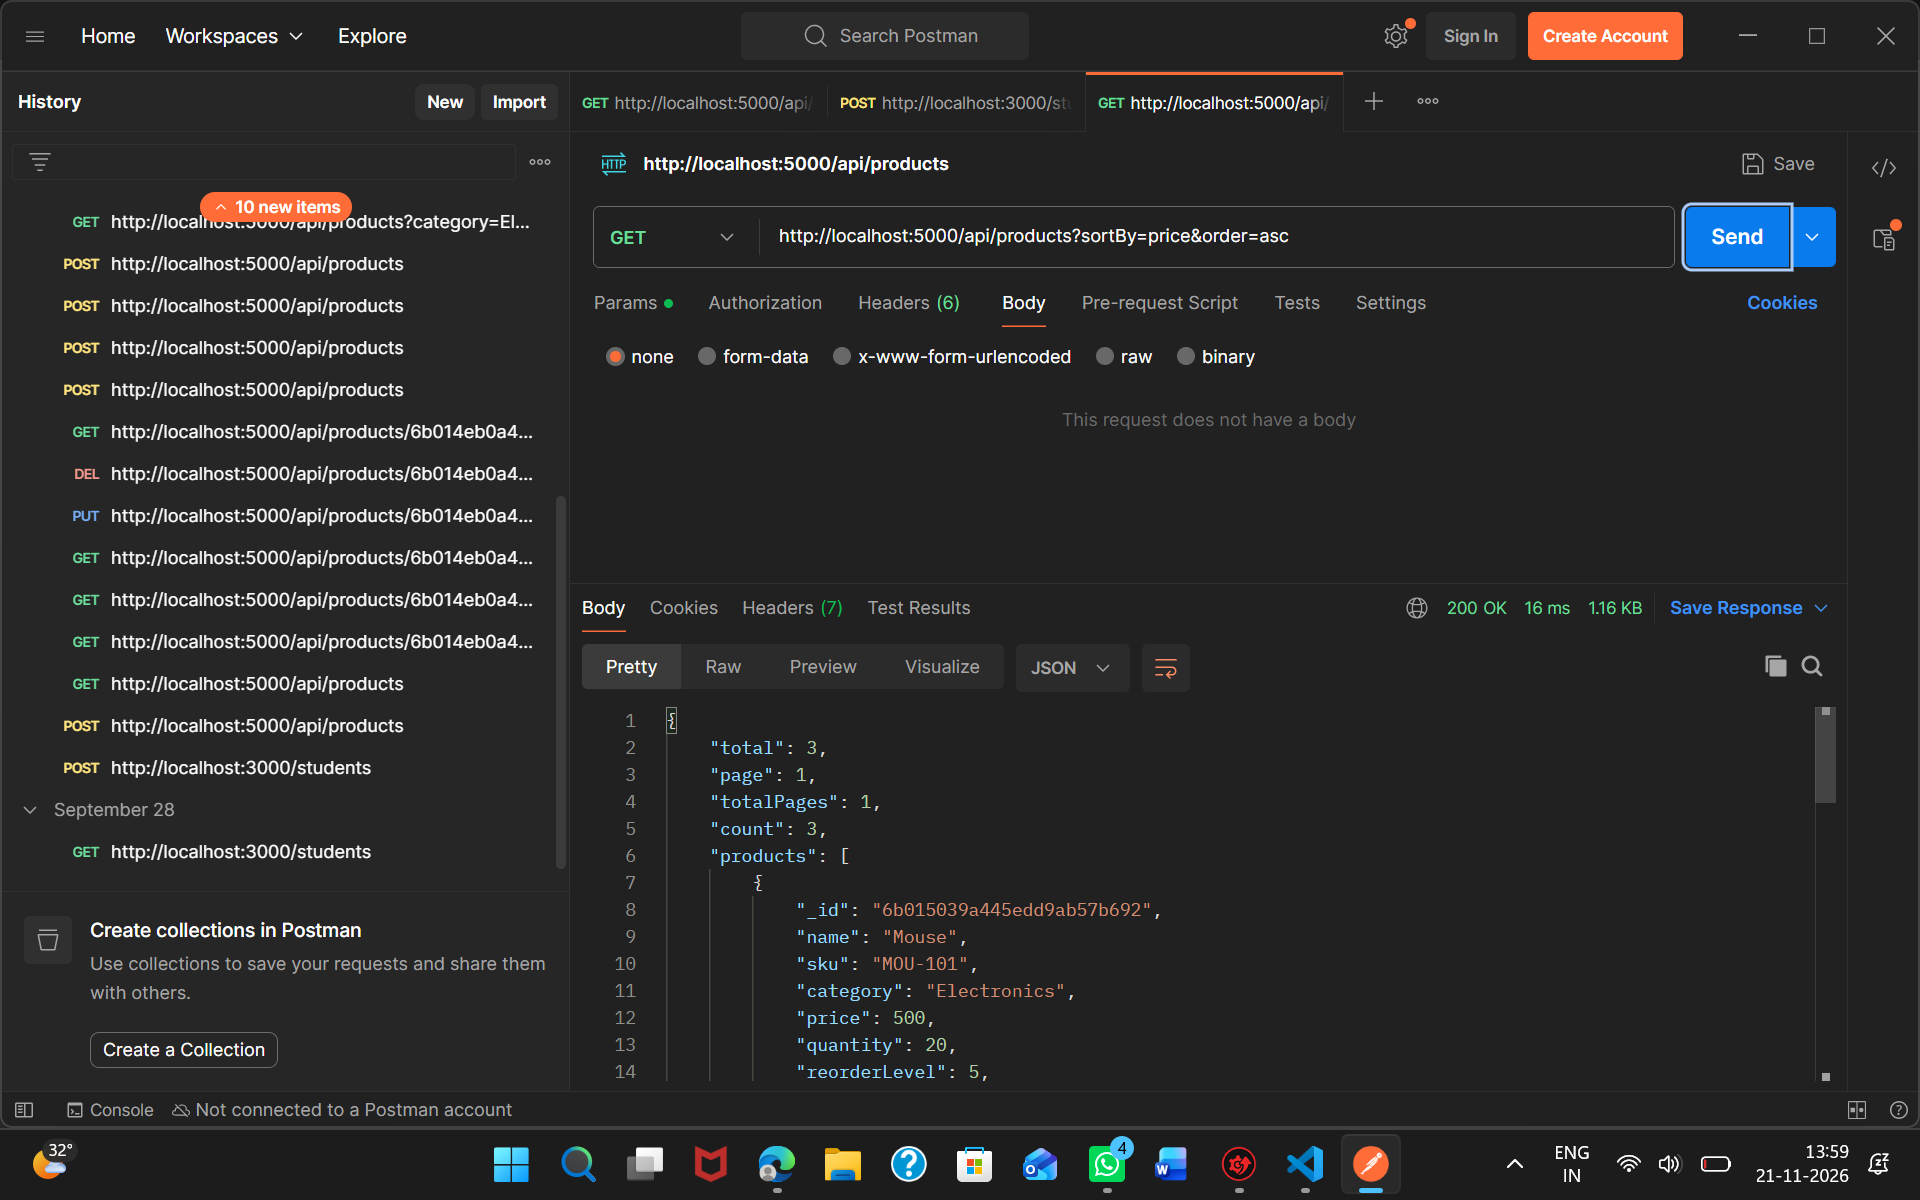 Home Workspaces Explore Search Postman Sign In Create Account
History New Import
GET http://localhost:5000/api/ POST http://localhost:3000/stu GET http://localhost:5000/api/
10 new items
GET http://localhost:5000/api/products?category=El...
POST http://localhost:5000/api/products
POST http://localhost:5000/api/products
POST http://localhost:5000/api/products
POST http://localhost:5000/api/products
GET http://localhost:5000/api/products/6b014eb0a4...
DEL http://localhost:5000/api/products/6b014eb0a4...
PUT http://localhost:5000/api/products/6b014eb0a4...
GET http://localhost:5000/api/products/6b014eb0a4...
GET http://localhost:5000/api/products/6b014eb0a4...
GET http://localhost:5000/api/products/6b014eb0a4...
GET http://localhost:5000/api/products
POST http://localhost:5000/api/products
POST http://localhost:3000/students
September 28
GET http://localhost:3000/students
Create collections in Postman
Use collections to save your requests and share them
with others.
Create a Collection
HTTP http://localhost:5000/api/products Save
GET http://localhost:5000/api/products?sortBy=price&order=asc Send
Params Authorization Headers (6) Body Pre-request Script Tests Settings Cookies
none form-data x-www-form-urlencoded raw binary
This request does not have a body
Body Cookies Headers (7) Test Results 200 OK 16 ms 1.16 KB Save Response
Pretty Raw Preview Visualize JSON
1 {
2 "total": 3,
3 "page": 1,
4 "totalPages": 1,
5 "count": 3,
6 "products": [
7 {
8 "_id": "6b015039a445edd9ab57b692",
9 "name": "Mouse",
10 "sku": "MOU-101",
11 "category": "Electronics",
12 "price": 500,
13 "quantity": 20,
14 "reorderLevel": 5,
Console Not connected to a Postman account
32° 4 ENG 13:59
IN 21-11-2026